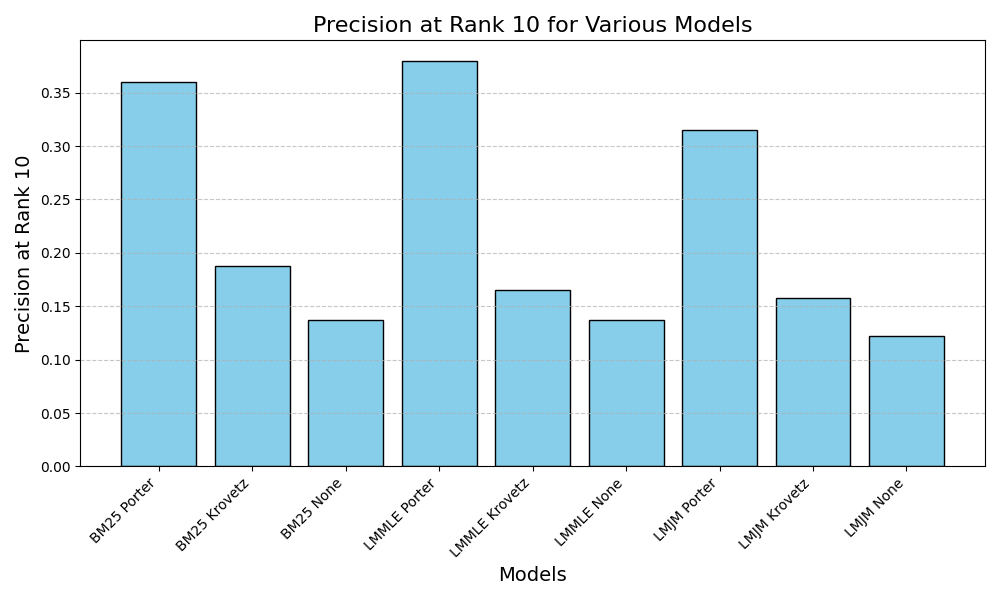 Precision at Rank 10 for Various Models
Precision at Rank 10
0.35
0.30
0.25
0.20
0.15
0.10
0.05
0.00
BM25 Porter
BM25 Krovetz
BM25 None
LMMLE Porter
LMMLE Krovetz
LMMLE None
LMJM Porter
LMJM Krovetz
LMJM None
Models